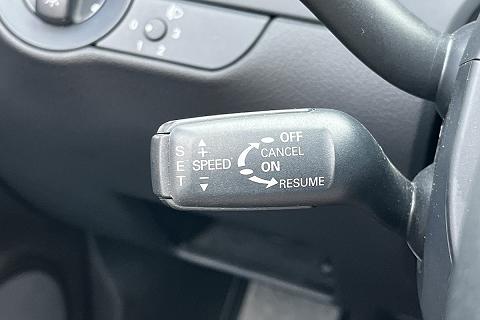 0 1 2 3
SET
+
SPEED
−
OFF
CANCEL
ON
RESUME